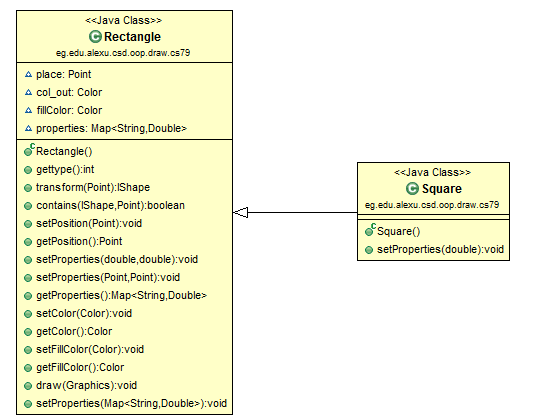 <<Java Class>>
Rectangle
eg.edu.alexu.csd.oop.draw.cs79
place: Point
col_out: Color
fillColor: Color
properties: Map<String,Double>
Rectangle()
gettype():int
transform(Point):IShape
contains(IShape,Point):boolean
setPosition(Point):void
getPosition():Point
setProperties(double,double):void
setProperties(Point,Point):void
getProperties():Map<String,Double>
setColor(Color):void
getColor():Color
setFillColor(Color):void
getFillColor():Color
draw(Graphics):void
setProperties(Map<String,Double>):void
<<Java Class>>
Square
eg.edu.alexu.csd.oop.draw.cs79
Square()
setProperties(double):void